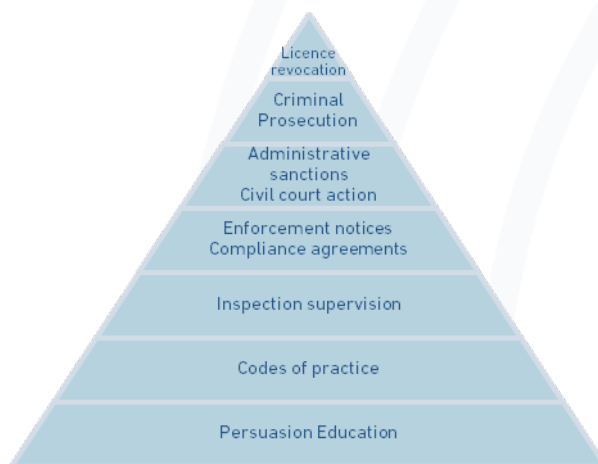 Licence
revocation
Criminal
Prosecution
Administrative
sanctions
Civil court action
Enforcement notices
Compliance agreements
Inspection supervision
Codes of practice
Persuasion Education